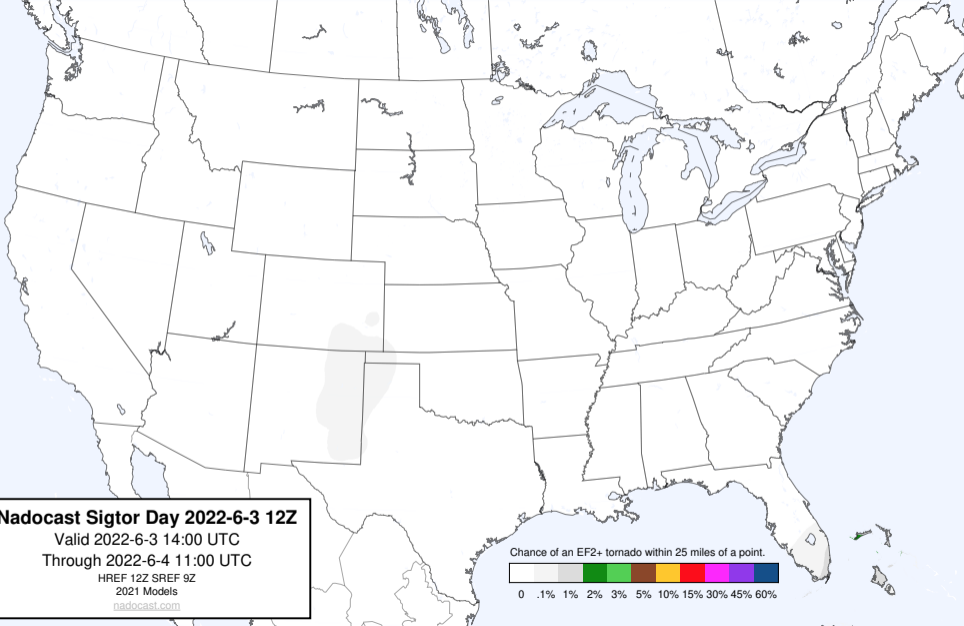 Nadocast Sigtor Day 2022-6-3 12Z
Valid 2022-6-3 14:00 UTC
Through 2022-6-4 11:00 UTC
HREF 12Z SREF 9Z
2021 Models
nadocast.com
Chance of an EF2+ tornado within 25 miles of a point.
0 .1% 1% 2% 3% 5% 10% 15% 30% 45% 60%